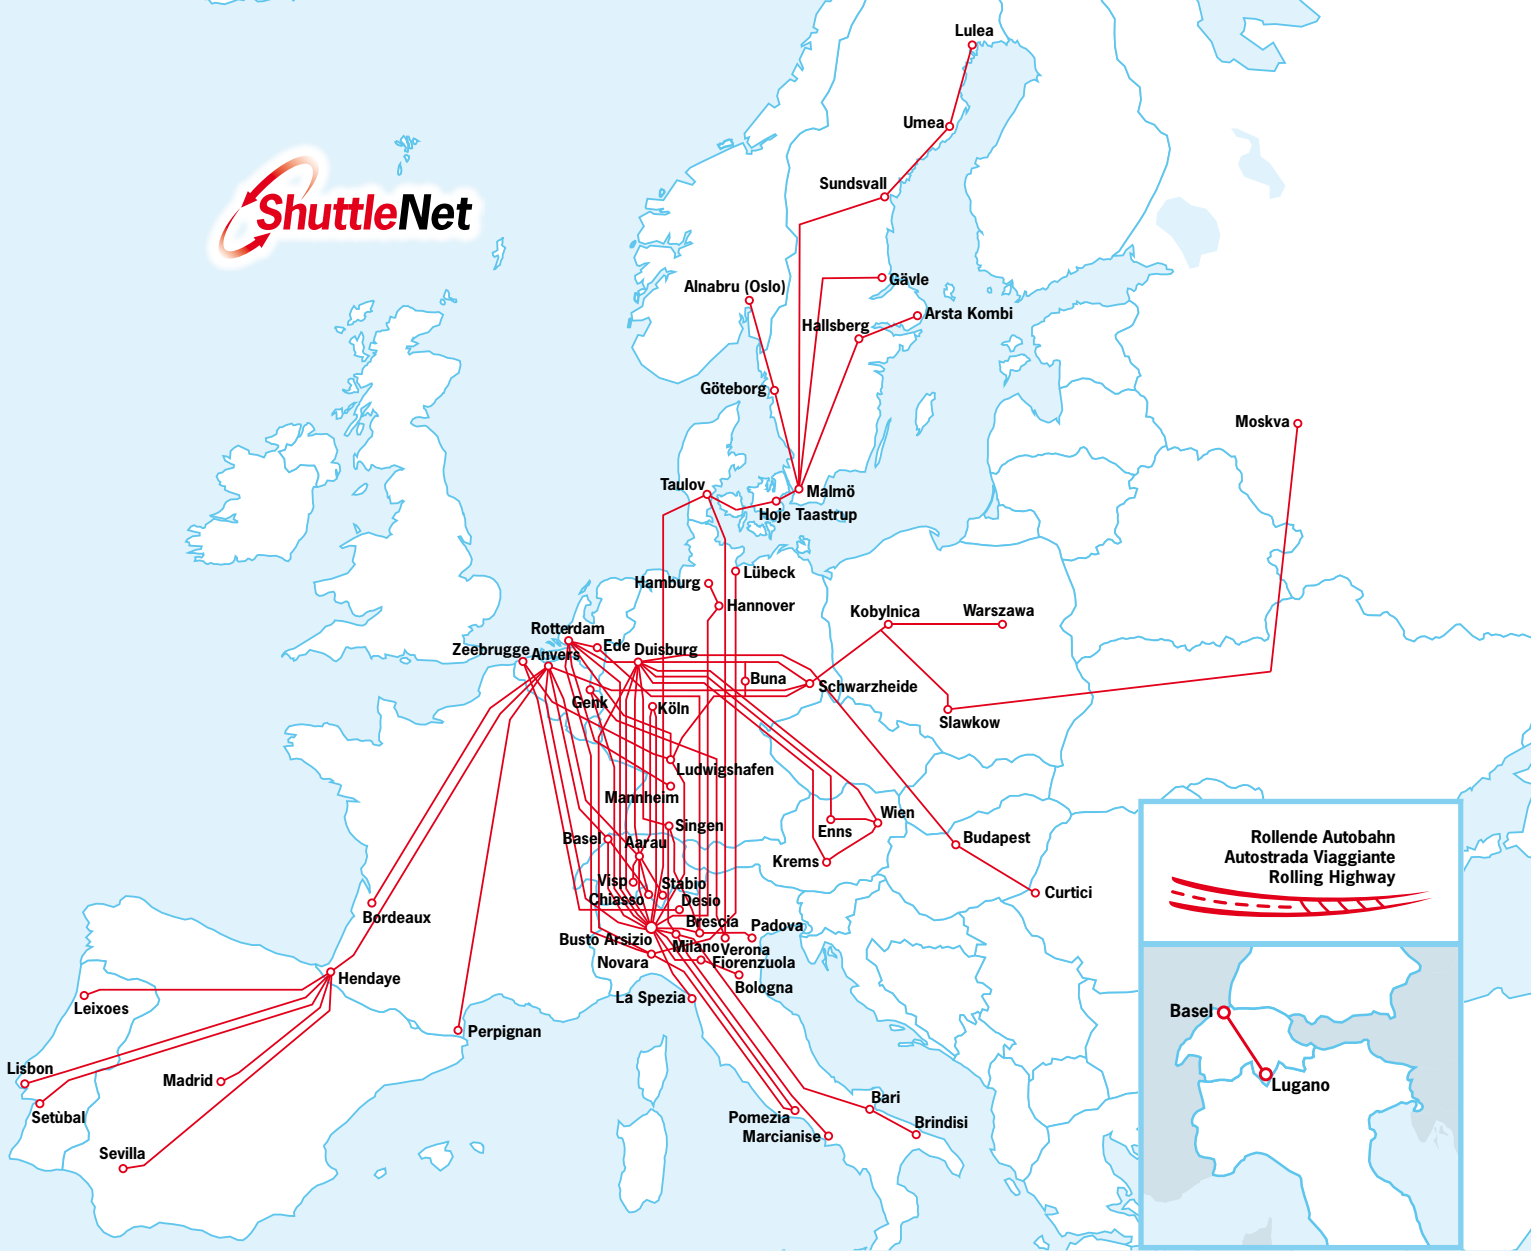 Lulea
Umea
Sundsvall
ShuttleNet
Gävle
Alnabru (Oslo)
Arsta Kombi
Hallsberg
Göteborg
Moskva
Taulov
Malmö
Hoje Taastrup
Lübeck
Hamburg
Hannover
Kobylnica
Warszawa
Rotterdam
Ede
Duisburg
Zeebrugge
Anvers
Buna
Schwarzheide
Genk
Köln
Slawkow
Ludwigshafen
Mannheim
Wien
Singen
Enns
Basel
Aarau
Budapest
Krems
Visp
Stabio
Chiasso
Desio
Curtici
Bordeaux
Brescia
Padova
Busto Arsizio
Milano
Verona
Novara
Fiorenzuola
Hendaye
Bologna
La Spezia
Leixoes
Perpignan
Lisbon
Madrid
Setùbal
Bari
Pomezia
Brindisi
Marcianise
Sevilla
Rollende Autobahn
Autostrada Viaggiante
Rolling Highway
Basel
Lugano